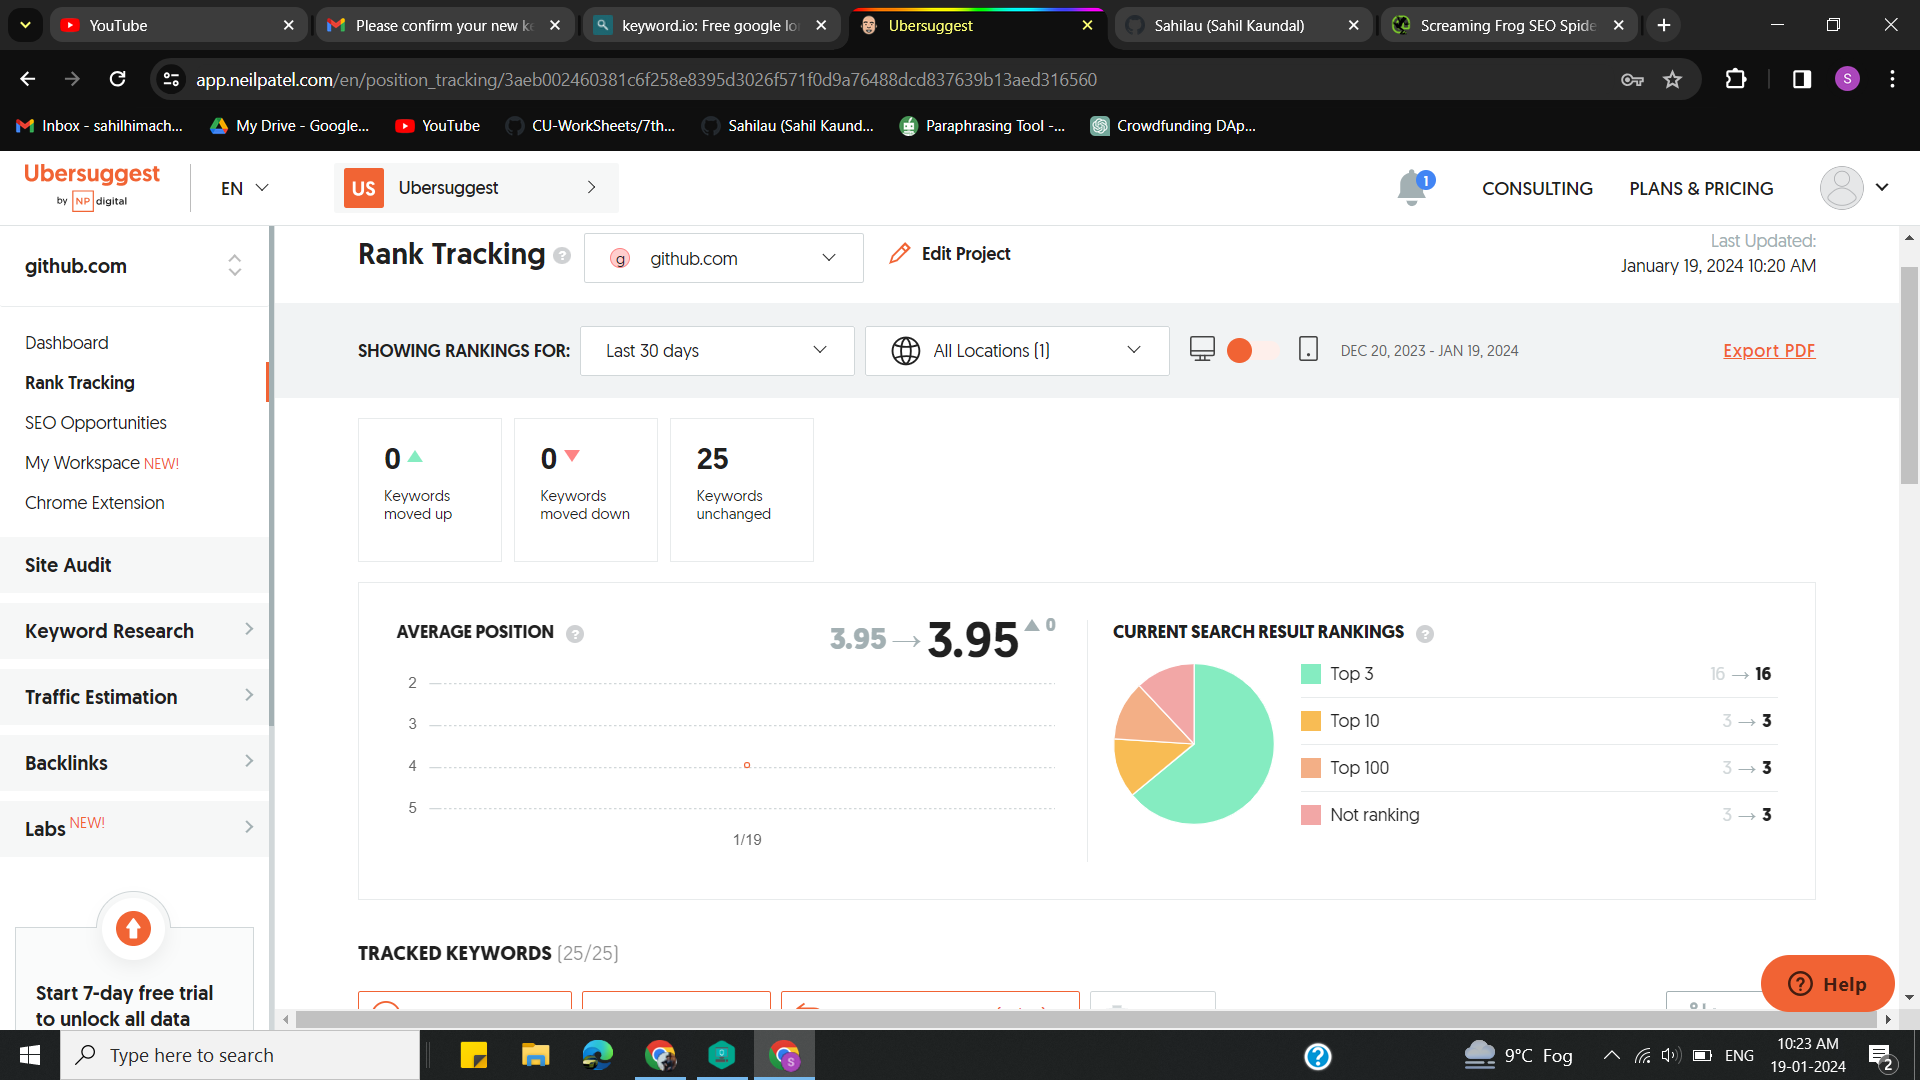 YouTube
Please confirm your new ke
keyword.io: Free google lo
Ubersuggest
Sahilau (Sahil Kaundal)
Screaming Frog SEO Spide
app.neilpatel.com/en/position_tracking/3aeb002460381c6f258e8395d3026f571f0d9a76488dcd837639b13aed316560
S
Inbox - sahilhimach...
My Drive - Google...
YouTube
CU-WorkSheets/7th...
Sahilau (Sahil Kaund...
Paraphrasing Tool -...
Crowdfunding DAp...
Ubersuggest
by NP digital
EN
US Ubersuggest
1
CONSULTING
PLANS & PRICING
github.com
Rank Tracking ?
g github.com
Edit Project
Last Updated:
January 19, 2024 10:20 AM
Dashboard
Rank Tracking
SEO Opportunities
My Workspace NEW!
Chrome Extension
Site Audit
Keyword Research
Traffic Estimation
Backlinks
Labs NEW!
Start 7-day free trial
to unlock all data
SHOWING RANKINGS FOR:
Last 30 days
All Locations (1)
DEC 20, 2023 - JAN 19, 2024
Export PDF
0
Keywords
moved up
0
Keywords
moved down
25
Keywords
unchanged
AVERAGE POSITION ?
3.95 → 3.95 0
2
3
4
5
1/19
CURRENT SEARCH RESULT RANKINGS ?
Top 3 16 → 16
Top 10 3 → 3
Top 100 3 → 3
Not ranking 3 → 3
TRACKED KEYWORDS (25/25)
? Help
Type here to search
S
?
9°C Fog
ENG
10:23 AM
19-01-2024
2